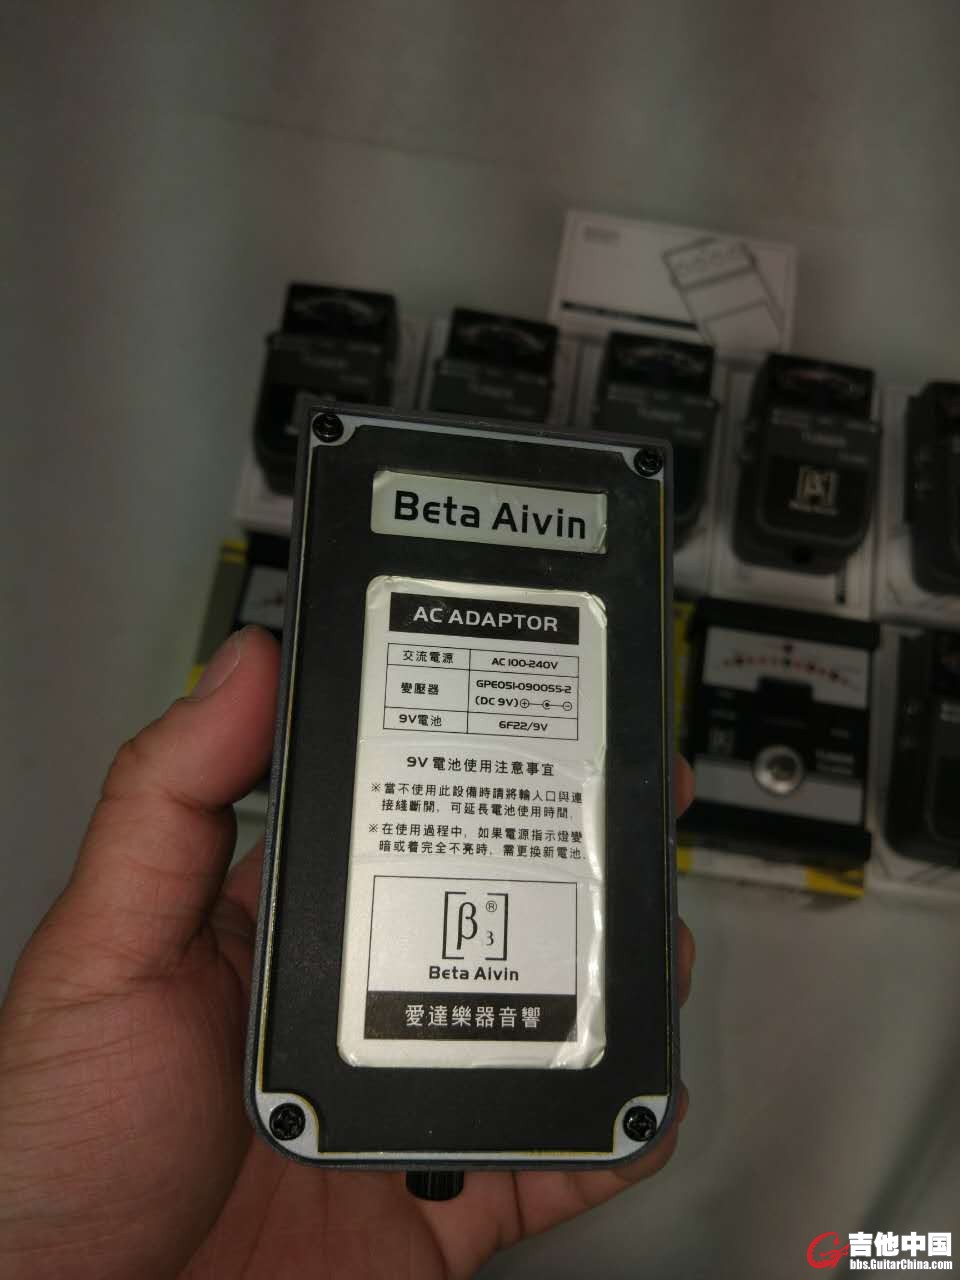 Beta Aivin
AC ADAPTOR
交流電源 AC 100-240V
變壓器 GPE051-090055-2
(DC 9V)
9V電池 6F22/9V
9V 電池使用注意事宜
※當不使用此設備時請將輸人口與連
接綫斷開，可延長電池使用時間．
※在使用過程中，如果電源指示燈變
暗或着完全不亮時，需更換新電池．
β ® 3
Beta Aivin
愛達樂器音響
TUNER
β
吉他中国
bbs.GuitarChina.com